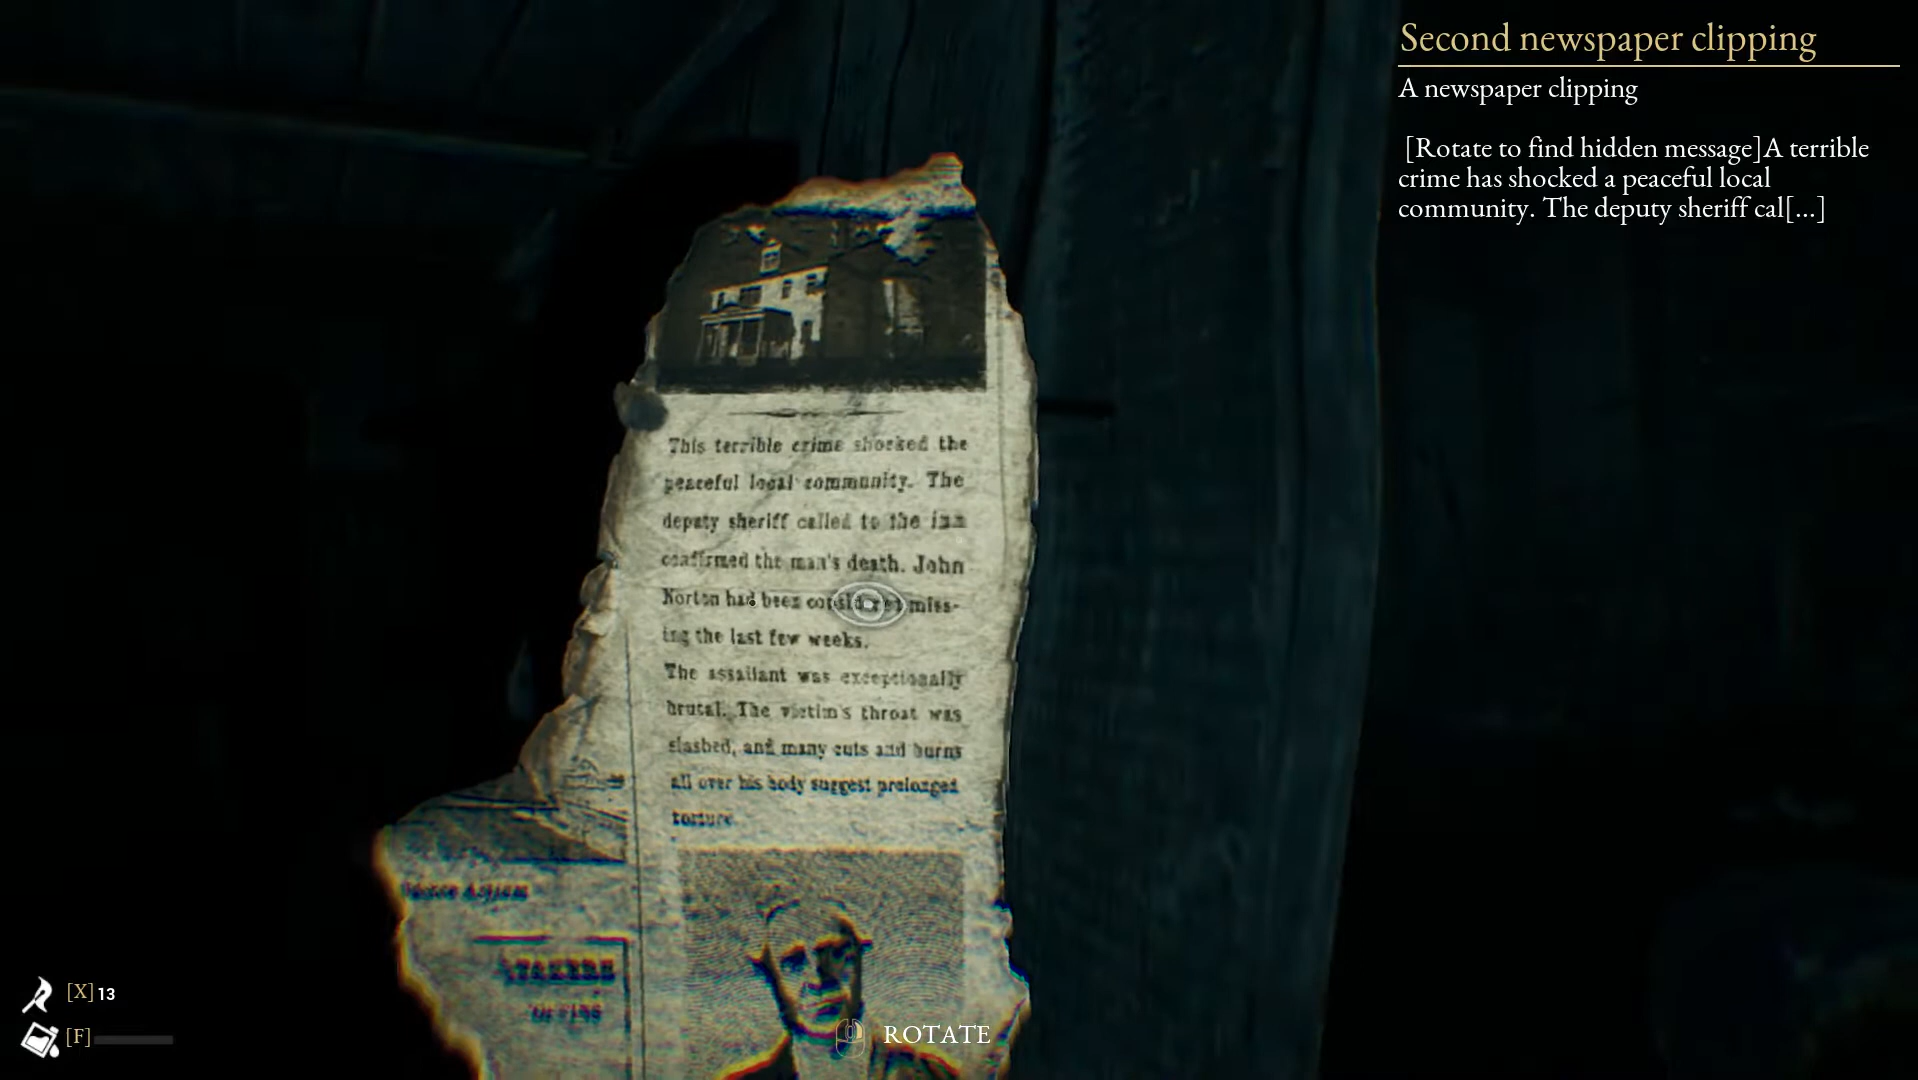 Second newspaper clipping
A newspaper clipping
[Rotate to find hidden message]A terrible
crime has shocked a peaceful local
community. The deputy sheriff cal[...]
This terrible crime shocked the
peaceful local community. The
deputy sheriff called to the inn
confirmed the man's death. John
Norton had been considered miss-
ing the last few weeks.
The assailant was exceptionally
brutal. The victim's throat was
slashed, and many cuts and burns
all over his body suggest prolonged
torture.
Asylum
[X] 13
[F]
ROTATE